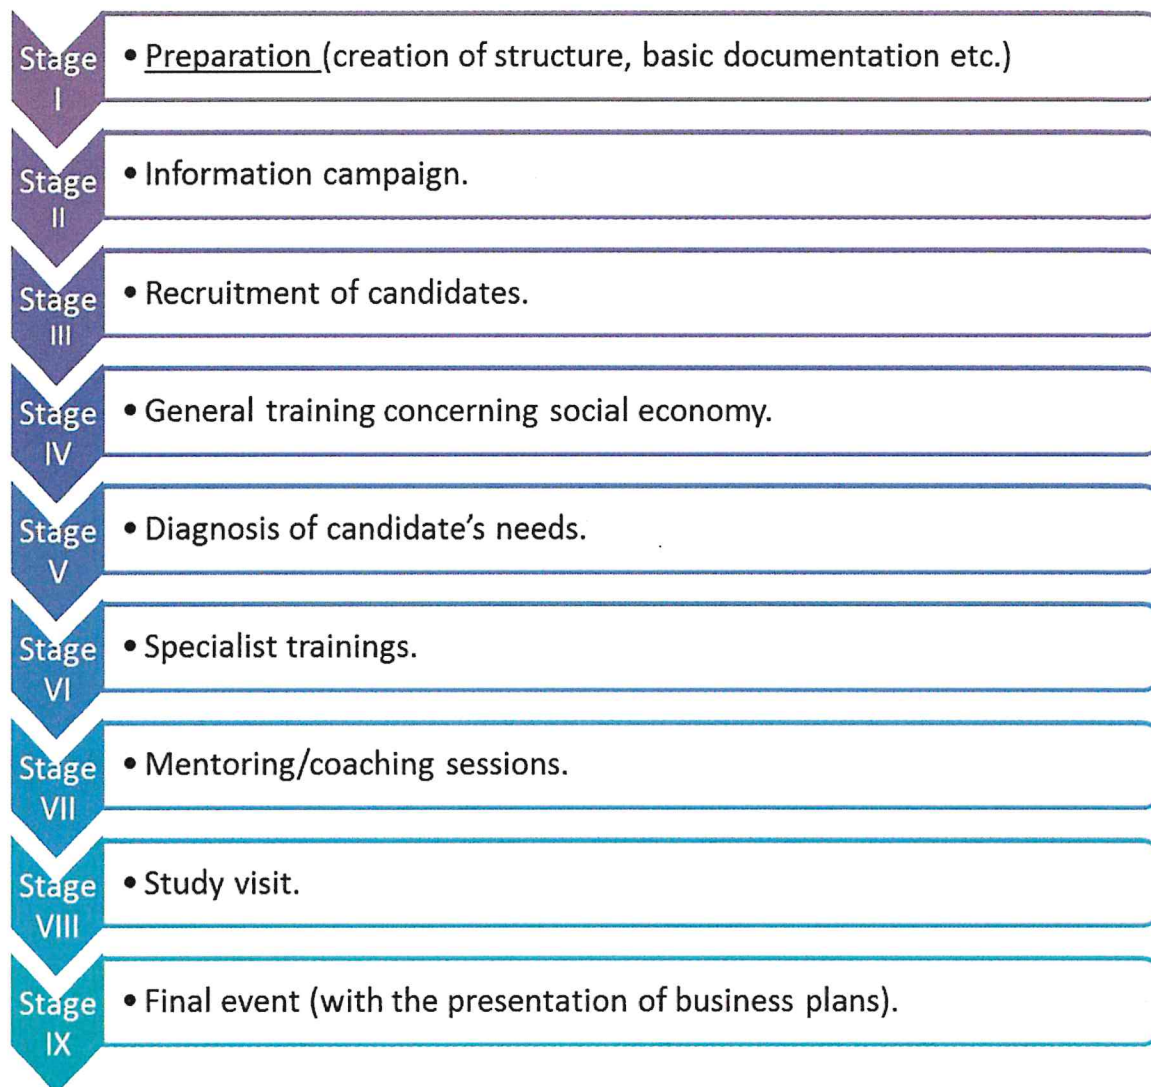 Stage
I
• Preparation (creation of structure, basic documentation etc.)
Stage
II
• Information campaign.
Stage
III
• Recruitment of candidates.
Stage
IV
• General training concerning social economy.
Stage
V
• Diagnosis of candidate's needs.
Stage
VI
• Specialist trainings.
Stage
VII
• Mentoring/coaching sessions.
Stage
VIII
• Study visit.
Stage
IX
• Final event (with the presentation of business plans).